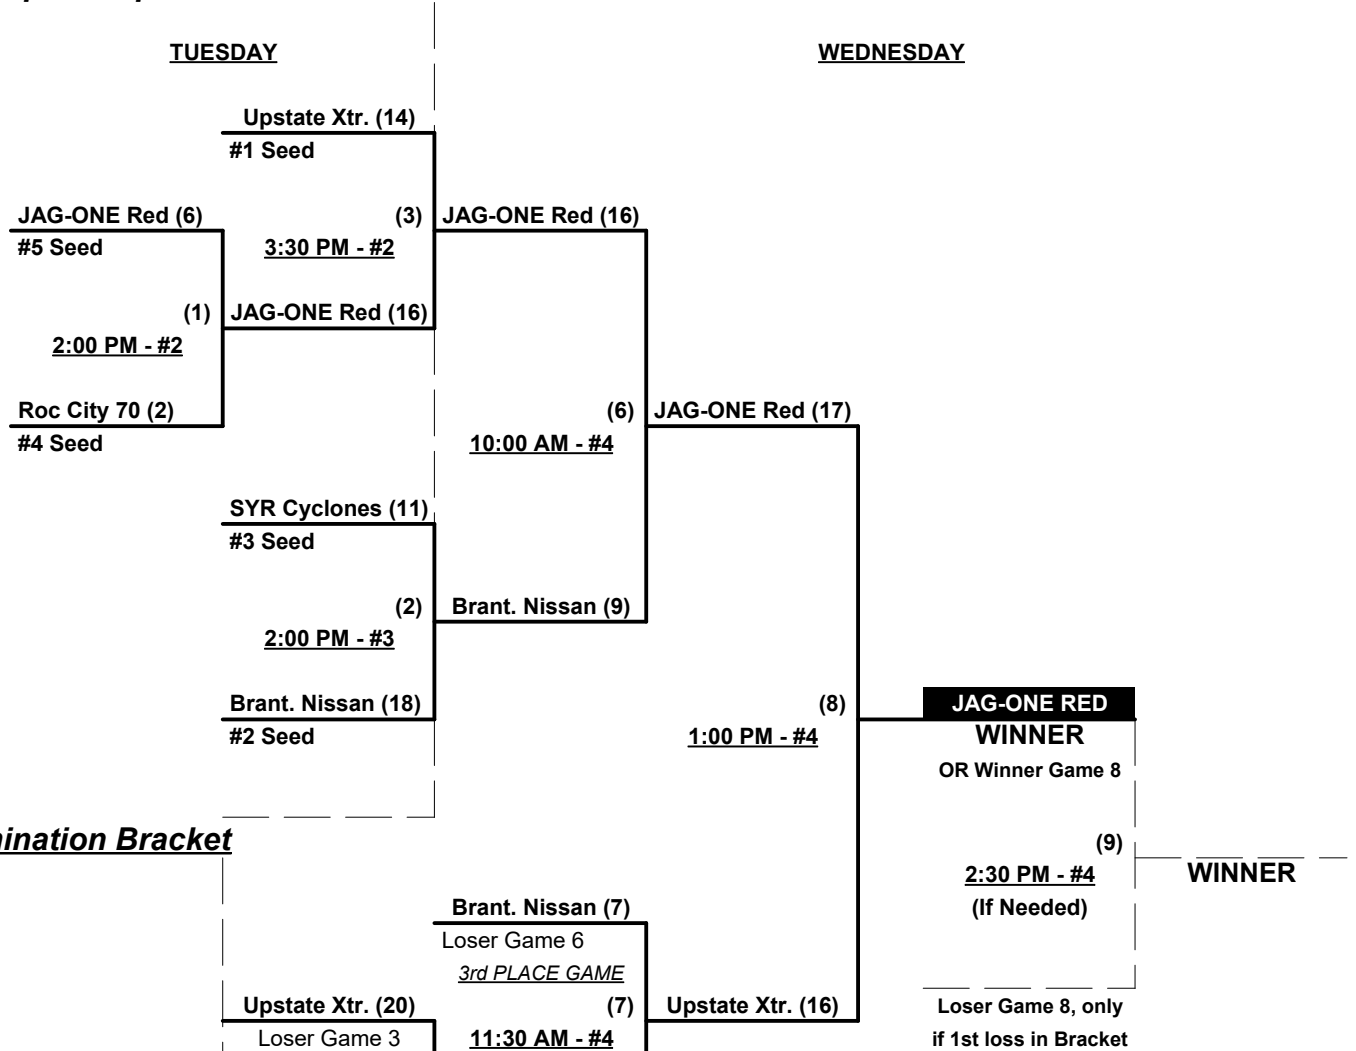 TUESDAY
WEDNESDAY
Upstate Xtr. (14)
#1 Seed
JAG-ONE Red (6)
(3)
JAG-ONE Red (16)
#5 Seed
3:30 PM - #2
(1)
JAG-ONE Red (16)
2:00 PM - #2
Roc City 70 (2)
(6)
JAG-ONE Red (17)
#4 Seed
10:00 AM - #4
SYR Cyclones (11)
#3 Seed
(2)
Brant. Nissan (9)
2:00 PM - #3
Brant. Nissan (18)
(8)
JAG-ONE RED
#2 Seed
1:00 PM - #4
WINNER
OR Winner Game 8
ination Bracket
(9)
2:30 PM - #4
WINNER
(If Needed)
Brant. Nissan (7)
Loser Game 6
3rd PLACE GAME
Upstate Xtr. (20)
(7)
Upstate Xtr. (16)
Loser Game 8, only
Loser Game 3
11:30 AM - #4
if 1st loss in Bracket